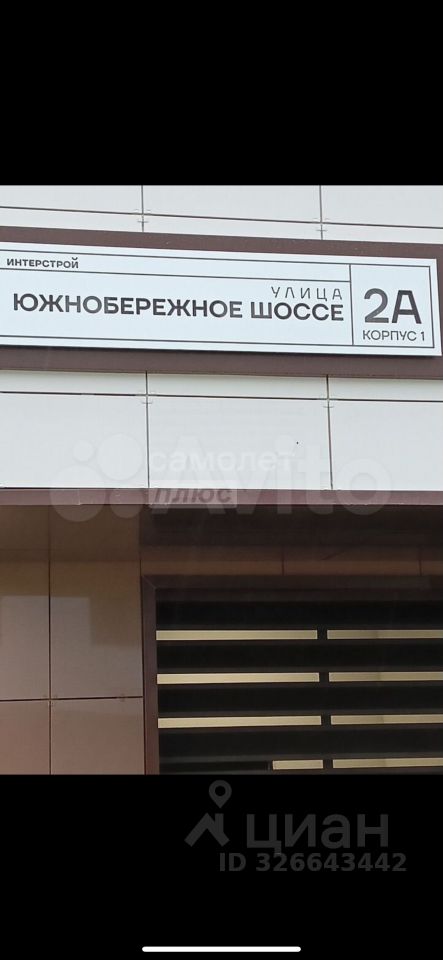 ИНТЕРСТРОЙ
УЛИЦА
ЮЖНОБЕРЕЖНОЕ ШОССЕ
2А
КОРПУС 1
самолет
плюс
Avito
циан
ID 326643442